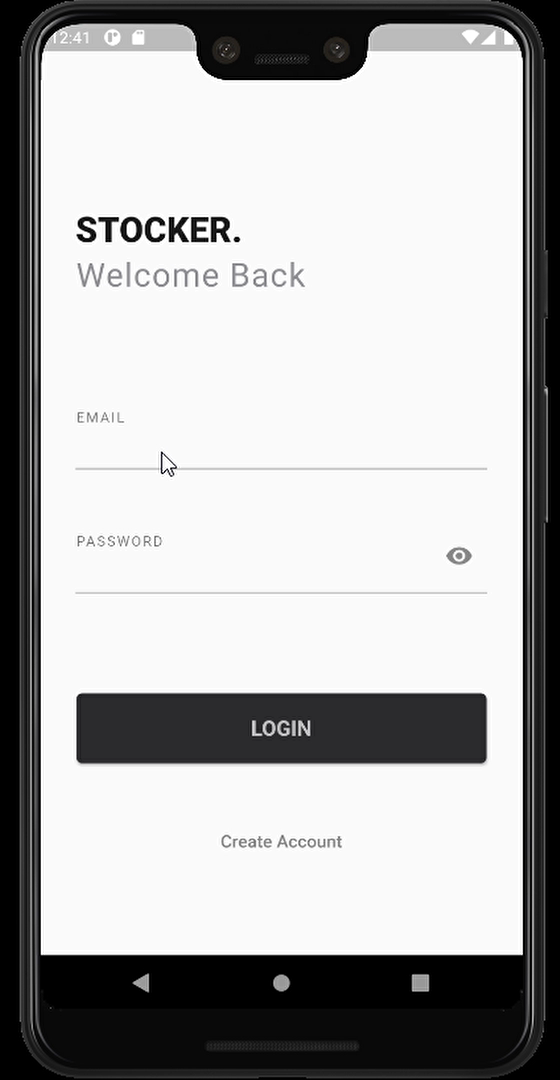 12:41
STOCKER.
Welcome Back
EMAIL
PASSWORD
LOGIN
Create Account